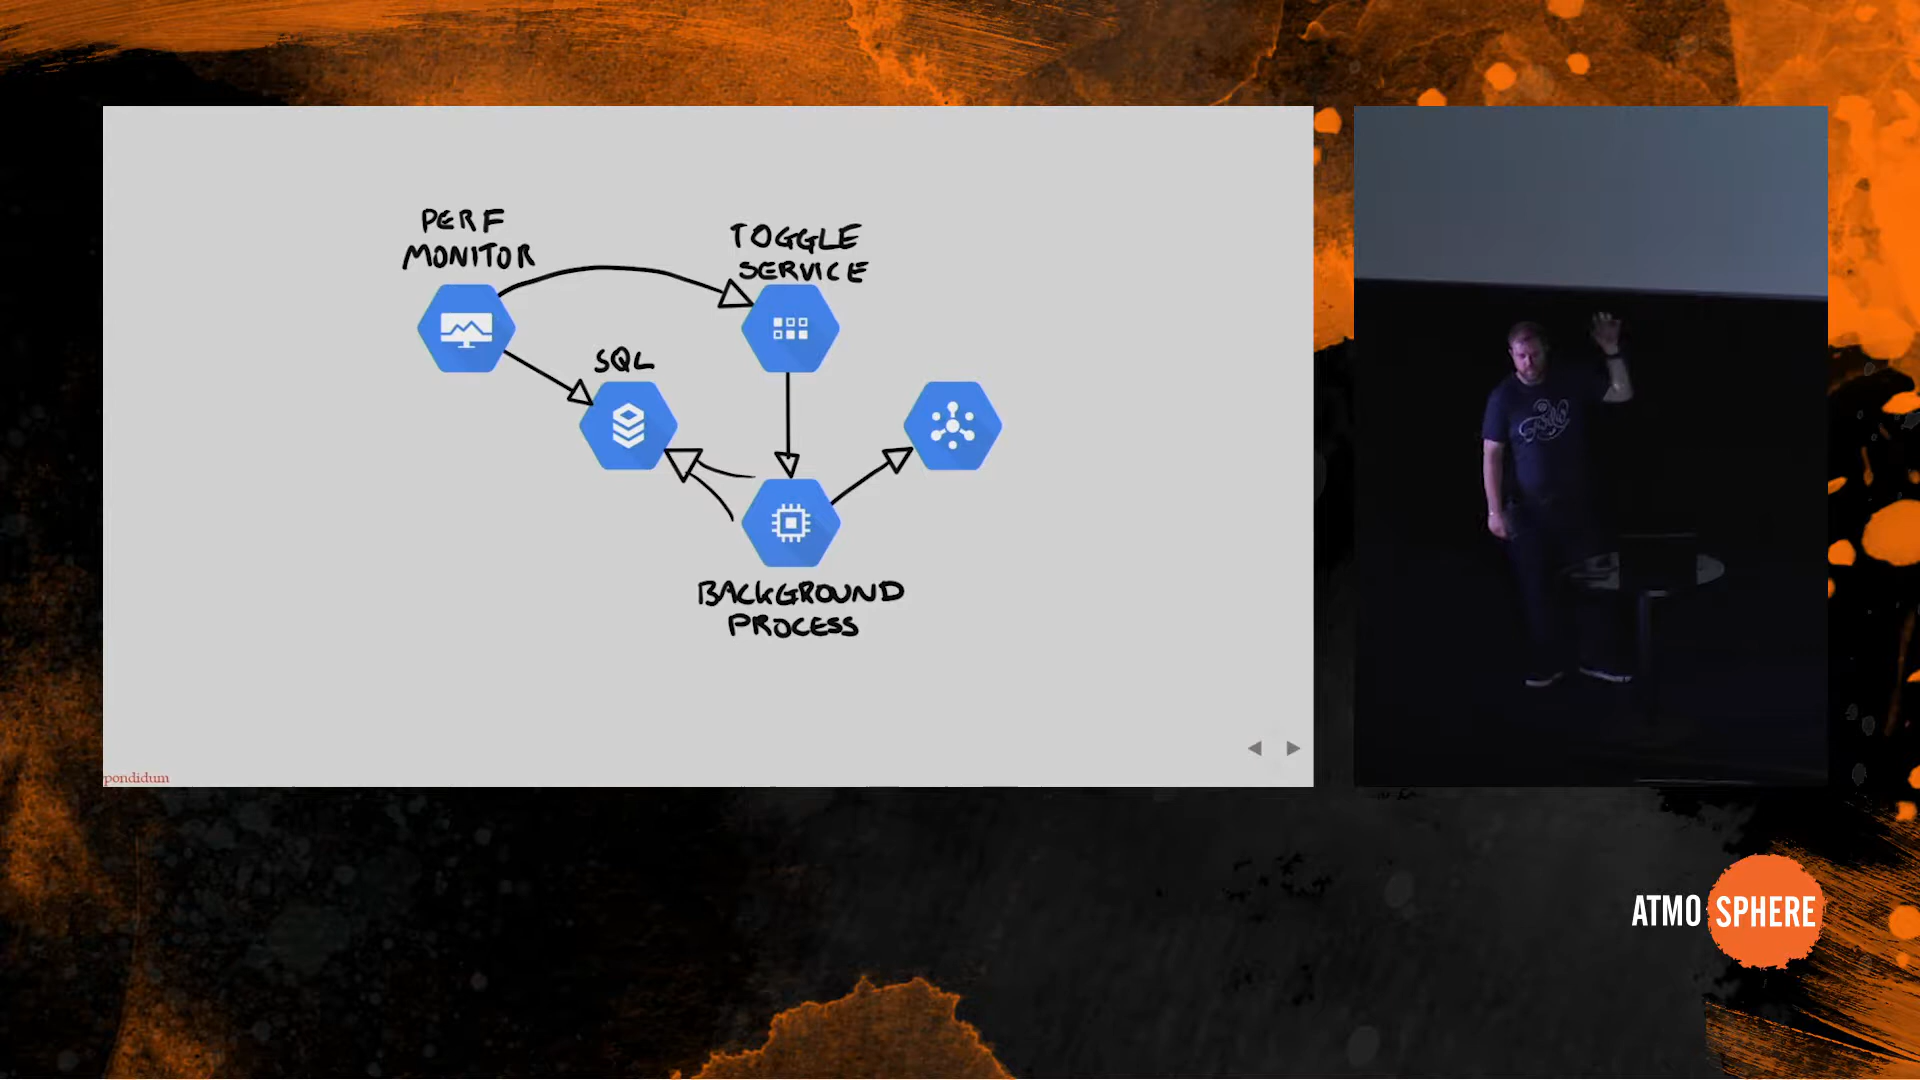 PERF
MONITOR
TOGGLE
SERVICE
SQL
BACKGROUND
PROCESS
pondidum
ATMO SPHERE